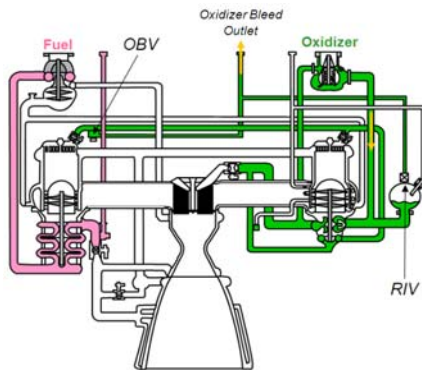 Oxidizer Bleed
Outlet
Fuel
OBV
Oxidizer
RIV